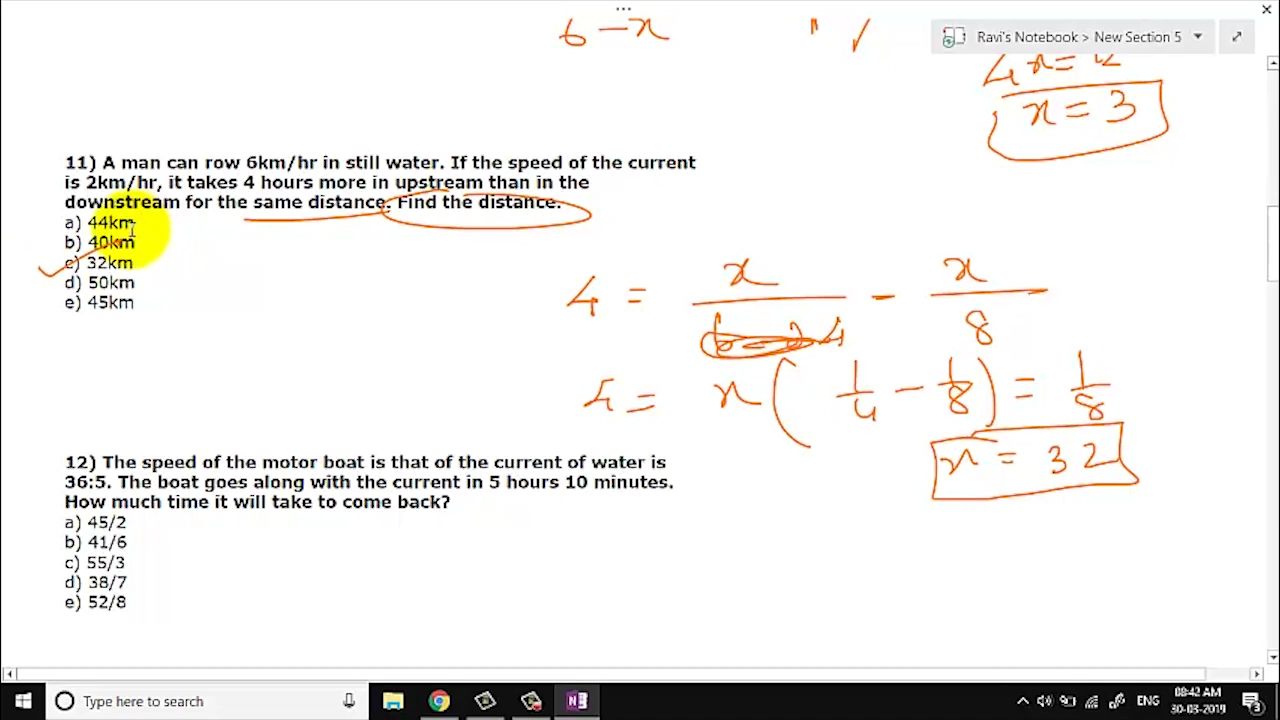 ...
6 - x " ✓
Ravi's Notebook > New Section 5
x = 3
11) A man can row 6km/hr in still water. If the speed of the current
is 2km/hr, it takes 4 hours more in upstream than in the
downstream for the same distance. Find the distance.
a) 44km
b) 40km
c) 32km
d) 50km
e) 45km
4 = x/4 - x/8
4 = x ( 1/4 - 1/8 ) = 1/8
x = 32
12) The speed of the motor boat is that of the current of water is
36:5. The boat goes along with the current in 5 hours 10 minutes.
How much time it will take to come back?
a) 45/2
b) 41/6
c) 55/3
d) 38/7
e) 52/8
Type here to search
ENG
08:42 AM
30-03-2019
3